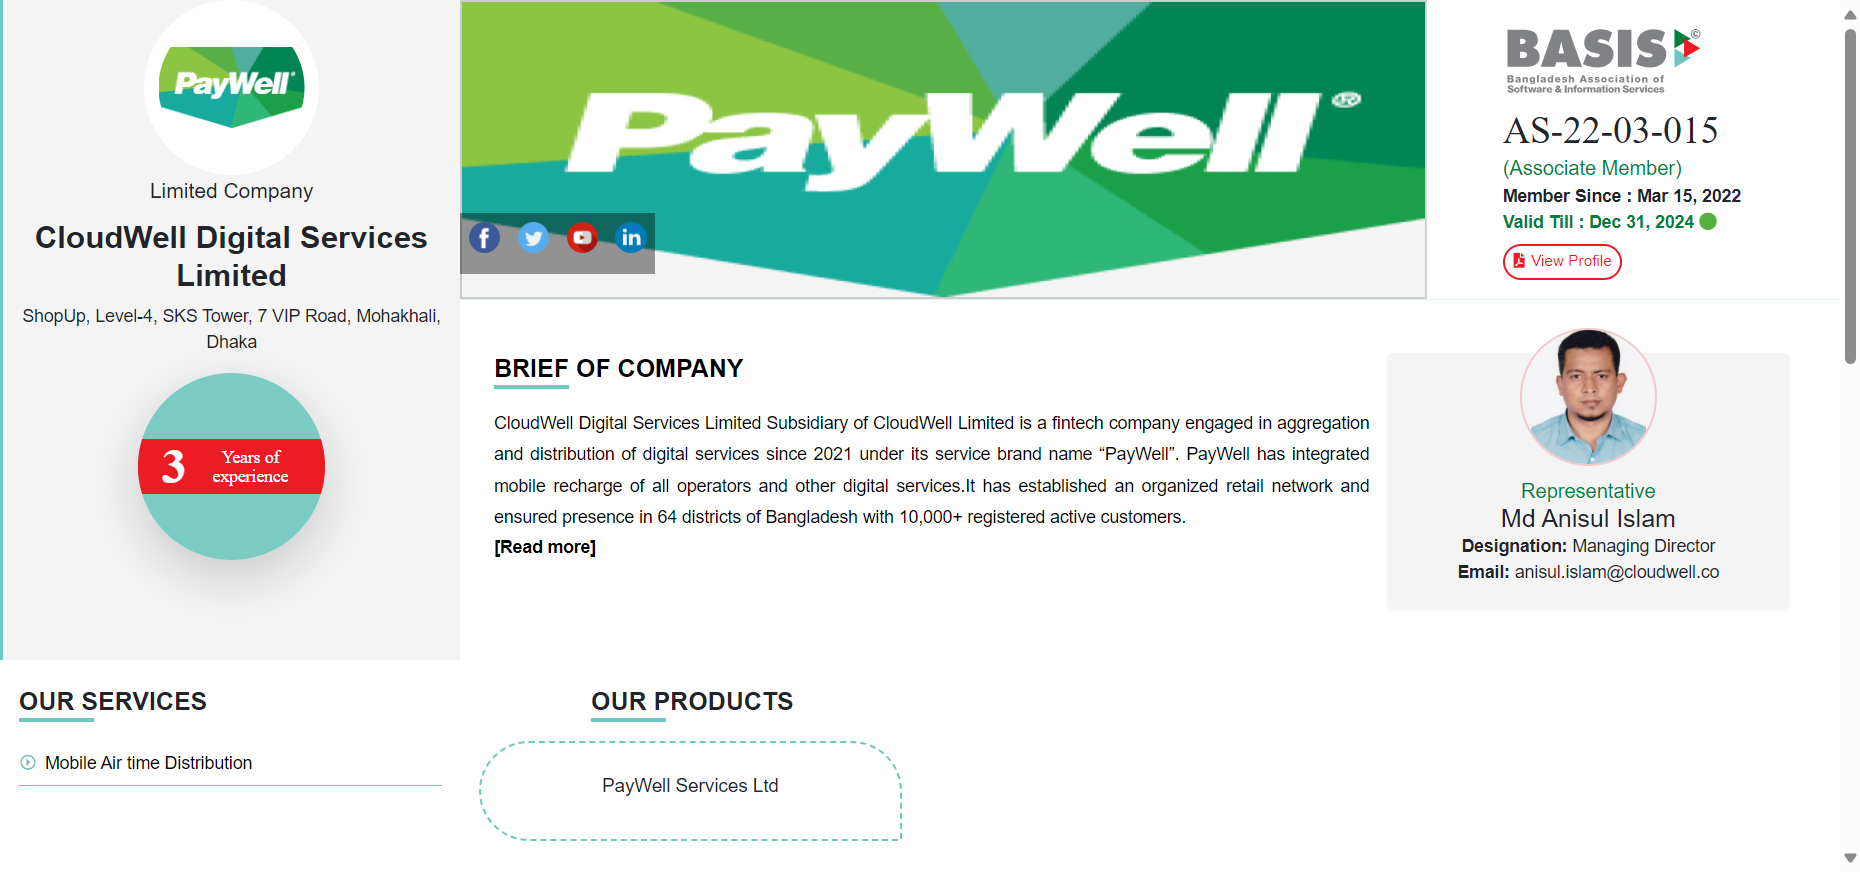 PayWell®
Limited Company
CloudWell Digital Services
Limited
ShopUp, Level-4, SKS Tower, 7 VIP Road, Mohakhali,
Dhaka
3
Years of
experience
PayWell®
f
in
BASIS©
Bangladesh Association of
Software & Information Services
AS-22-03-015
(Associate Member)
Member Since : Mar 15, 2022
Valid Till : Dec 31, 2024
View Profile
BRIEF OF COMPANY
CloudWell Digital Services Limited Subsidiary of CloudWell Limited is a fintech company engaged in aggregation
and distribution of digital services since 2021 under its service brand name “PayWell”. PayWell has integrated
mobile recharge of all operators and other digital services.It has established an organized retail network and
ensured presence in 64 districts of Bangladesh with 10,000+ registered active customers.
[Read more]
Representative
Md Anisul Islam
Designation: Managing Director
Email: anisul.islam@cloudwell.co
OUR SERVICES
Mobile Air time Distribution
OUR PRODUCTS
PayWell Services Ltd